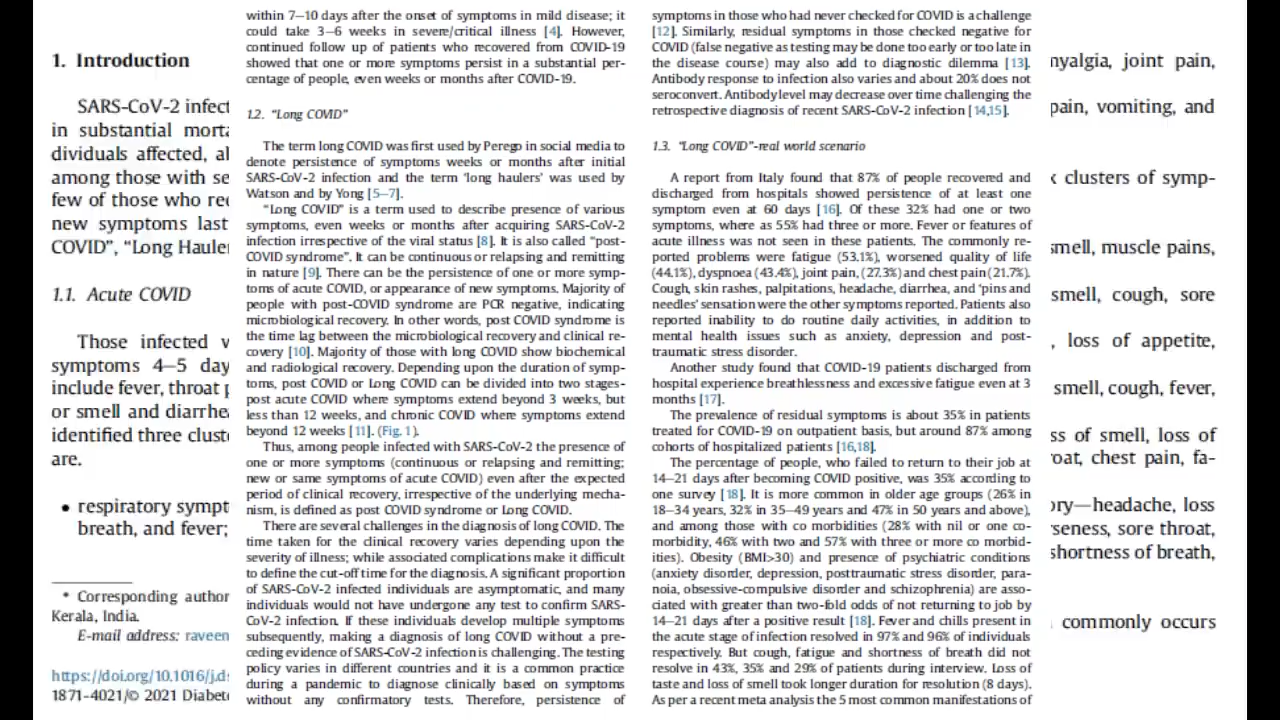 1. Introduction
SARS-CoV-2 infect
in substantial morta
dividuals affected, al
among those with se
few of those who rec
new symptoms last
COVID”, “Long Hauler
1.1. Acute COVID
Those infected w
symptoms 4–5 day
include fever, throat p
or smell and diarrhe
identified three clust
are.
• respiratory sympt
breath, and fever;
* Corresponding author
Kerala, India.
E-mail address: raveen
https://doi.org/10.1016/j.ds
1871-4021/© 2021 Diabete
within 7–10 days after the onset of symptoms in mild disease; it
could take 3–6 weeks in severe/critical illness [4]. However,
continued follow up of patients who recovered from COVID-19
showed that one or more symptoms persist in a substantial per-
centage of people, even weeks or months after COVID-19.
1.2. “Long COVID”
The term long COVID was first used by Perego in social media to
denote persistence of symptoms weeks or months after initial
SARS-CoV-2 infection and the term ‘long haulers’ was used by
Watson and by Yong [5–7].
“Long COVID” is a term used to describe presence of various
symptoms, even weeks or months after acquiring SARS-CoV-2
infection irrespective of the viral status [8]. It is also called “post-
COVID syndrome”. It can be continuous or relapsing and remitting
in nature [9]. There can be the persistence of one or more symp-
toms of acute COVID, or appearance of new symptoms. Majority of
people with post-COVID syndrome are PCR negative, indicating
microbiological recovery. In other words, post COVID syndrome is
the time lag between the microbiological recovery and clinical re-
covery [10]. Majority of those with long COVID show biochemical
and radiological recovery. Depending upon the duration of symp-
toms, post COVID or Long COVID can be divided into two stages-
post acute COVID where symptoms extend beyond 3 weeks, but
less than 12 weeks, and chronic COVID where symptoms extend
beyond 12 weeks [11]. (Fig. 1).
Thus, among people infected with SARS-CoV-2 the presence of
one or more symptoms (continuous or relapsing and remitting;
new or same symptoms of acute COVID) even after the expected
period of clinical recovery, irrespective of the underlying mecha-
nism, is defined as post COVID syndrome or Long COVID.
There are several challenges in the diagnosis of long COVID. The
time taken for the clinical recovery varies depending upon the
severity of illness; while associated complications make it difficult
to define the cut-off time for the diagnosis. A significant proportion
of SARS-CoV-2 infected individuals are asymptomatic, and many
individuals would not have undergone any test to confirm SARS-
CoV-2 infection. If these individuals develop multiple symptoms
subsequently, making a diagnosis of long COVID without a pre-
ceding evidence of SARS-CoV-2 infection is challenging. The testing
policy varies in different countries and it is a common practice
during a pandemic to diagnose clinically based on symptoms
without any confirmatory tests. Therefore, persistence of
symptoms in those who had never checked for COVID is a challenge
[12]. Similarly, residual symptoms in those checked negative for
COVID (false negative as testing may be done too early or too late in
the disease course) may also add to diagnostic dilemma [13].
Antibody response to infection also varies and about 20% does not
seroconvert. Antibody level may decrease over time challenging the
retrospective diagnosis of recent SARS-CoV-2 infection [14,15].
1.3. “Long COVID”-real world scenario
A report from Italy found that 87% of people recovered and
discharged from hospitals showed persistence of at least one
symptom even at 60 days [16]. Of these 32% had one or two
symptoms, where as 55% had three or more. Fever or features of
acute illness was not seen in these patients. The commonly re-
ported problems were fatigue (53.1%), worsened quality of life
(44.1%), dyspnoea (43.4%), joint pain, (27.3%) and chest pain (21.7%).
Cough, skin rashes, palpitations, headache, diarrhea, and ‘pins and
needles’ sensation were the other symptoms reported. Patients also
reported inability to do routine daily activities, in addition to
mental health issues such as anxiety, depression and post-
traumatic stress disorder.
Another study found that COVID-19 patients discharged from
hospital experience breathlessness and excessive fatigue even at 3
months [17].
The prevalence of residual symptoms is about 35% in patients
treated for COVID-19 on outpatient basis, but around 87% among
cohorts of hospitalized patients [16,18].
The percentage of people, who failed to return to their job at
14–21 days after becoming COVID positive, was 35% according to
one survey [18]. It is more common in older age groups (26% in
18–34 years, 32% in 35–49 years and 47% in 50 years and above),
and among those with co morbidities (28% with nil or one co-
morbidity, 46% with two and 57% with three or more co morbid-
ities). Obesity (BMI>30) and presence of psychiatric conditions
(anxiety disorder, depression, posttraumatic stress disorder, para-
noia, obsessive-compulsive disorder and schizophrenia) are asso-
ciated with greater than two-fold odds of not returning to job by
14–21 days after a positive result [18]. Fever and chills present in
the acute stage of infection resolved in 97% and 96% of individuals
respectively. But cough, fatigue and shortness of breath did not
resolve in 43%, 35% and 29% of patients during interview. Loss of
taste and loss of smell took longer duration for resolution (8 days).
As per a recent meta analysis the 5 most common manifestations of
nyalgia, joint pain,
pain, vomiting, and
x clusters of symp-
smell, muscle pains,
smell, cough, sore
, loss of appetite,
smell, cough, fever,
ss of smell, loss of
roat, chest pain, fa-
ory—headache, loss
rseness, sore throat,
shortness of breath,
commonly occurs